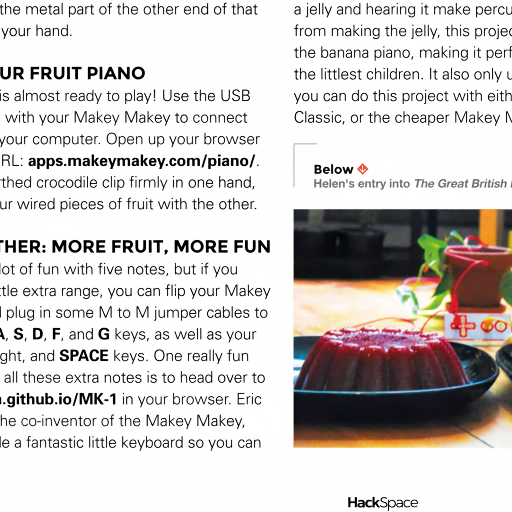 the metal part of the other end of that
your hand.
UR FRUIT PIANO
is almost ready to play! Use the USB
with your Makey Makey to connect
your computer. Open up your browser
RL: apps.makeymakey.com/piano/.
rthed crocodile clip firmly in one hand,
ur wired pieces of fruit with the other.
THER: MORE FRUIT, MORE FUN
lot of fun with five notes, but if you
tle extra range, you can flip your Makey
plug in some M to M jumper cables to
A, S, D, F, and G keys, as well as your
ght, and SPACE keys. One really fun
all these extra notes is to head over to
.github.io/MK-1 in your browser. Eric
he co-inventor of the Makey Makey,
le a fantastic little keyboard so you can
a jelly and hearing it make percu
from making the jelly, this projec
the banana piano, making it perf
the littlest children. It also only u
you can do this project with eith
Classic, or the cheaper Makey M
Below
Helen's entry into The Great British
HackSpace